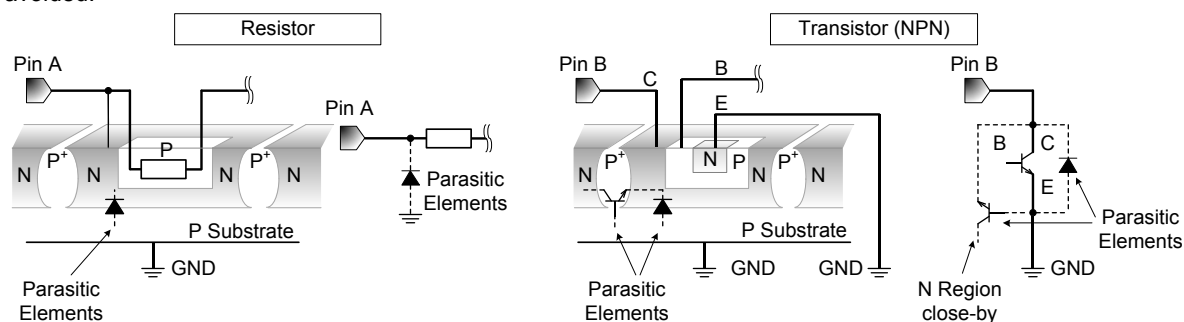 avoided.
Resistor
Transistor (NPN)
Pin A
Pin A
N
P+
N
P
N
P+
N
Parasitic
Elements
P Substrate
GND
Parasitic
Elements
Pin B
C
B
E
N
P+
N
N
P
N
P+
N
P Substrate
GND
GND
Parasitic
Elements
Pin B
B
C
E
Parasitic
Elements
GND
N Region
close-by